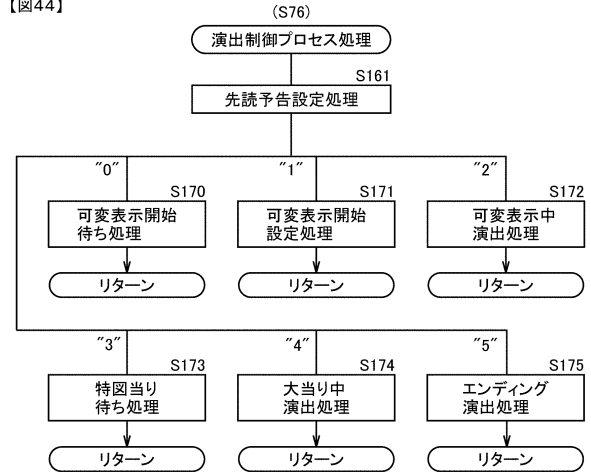 【図44】
(S76)
演出制御プロセス処理
S161
先読予告設定処理
"0"
"1"
"2"
S170
S171
S172
可変表示開始
待ち処理
可変表示開始
設定処理
可変表示中
演出処理
リターン
リターン
リターン
"3"
"4"
"5"
S173
S174
S175
特図当り
待ち処理
大当り中
演出処理
エンディング
演出処理
リターン
リターン
リターン